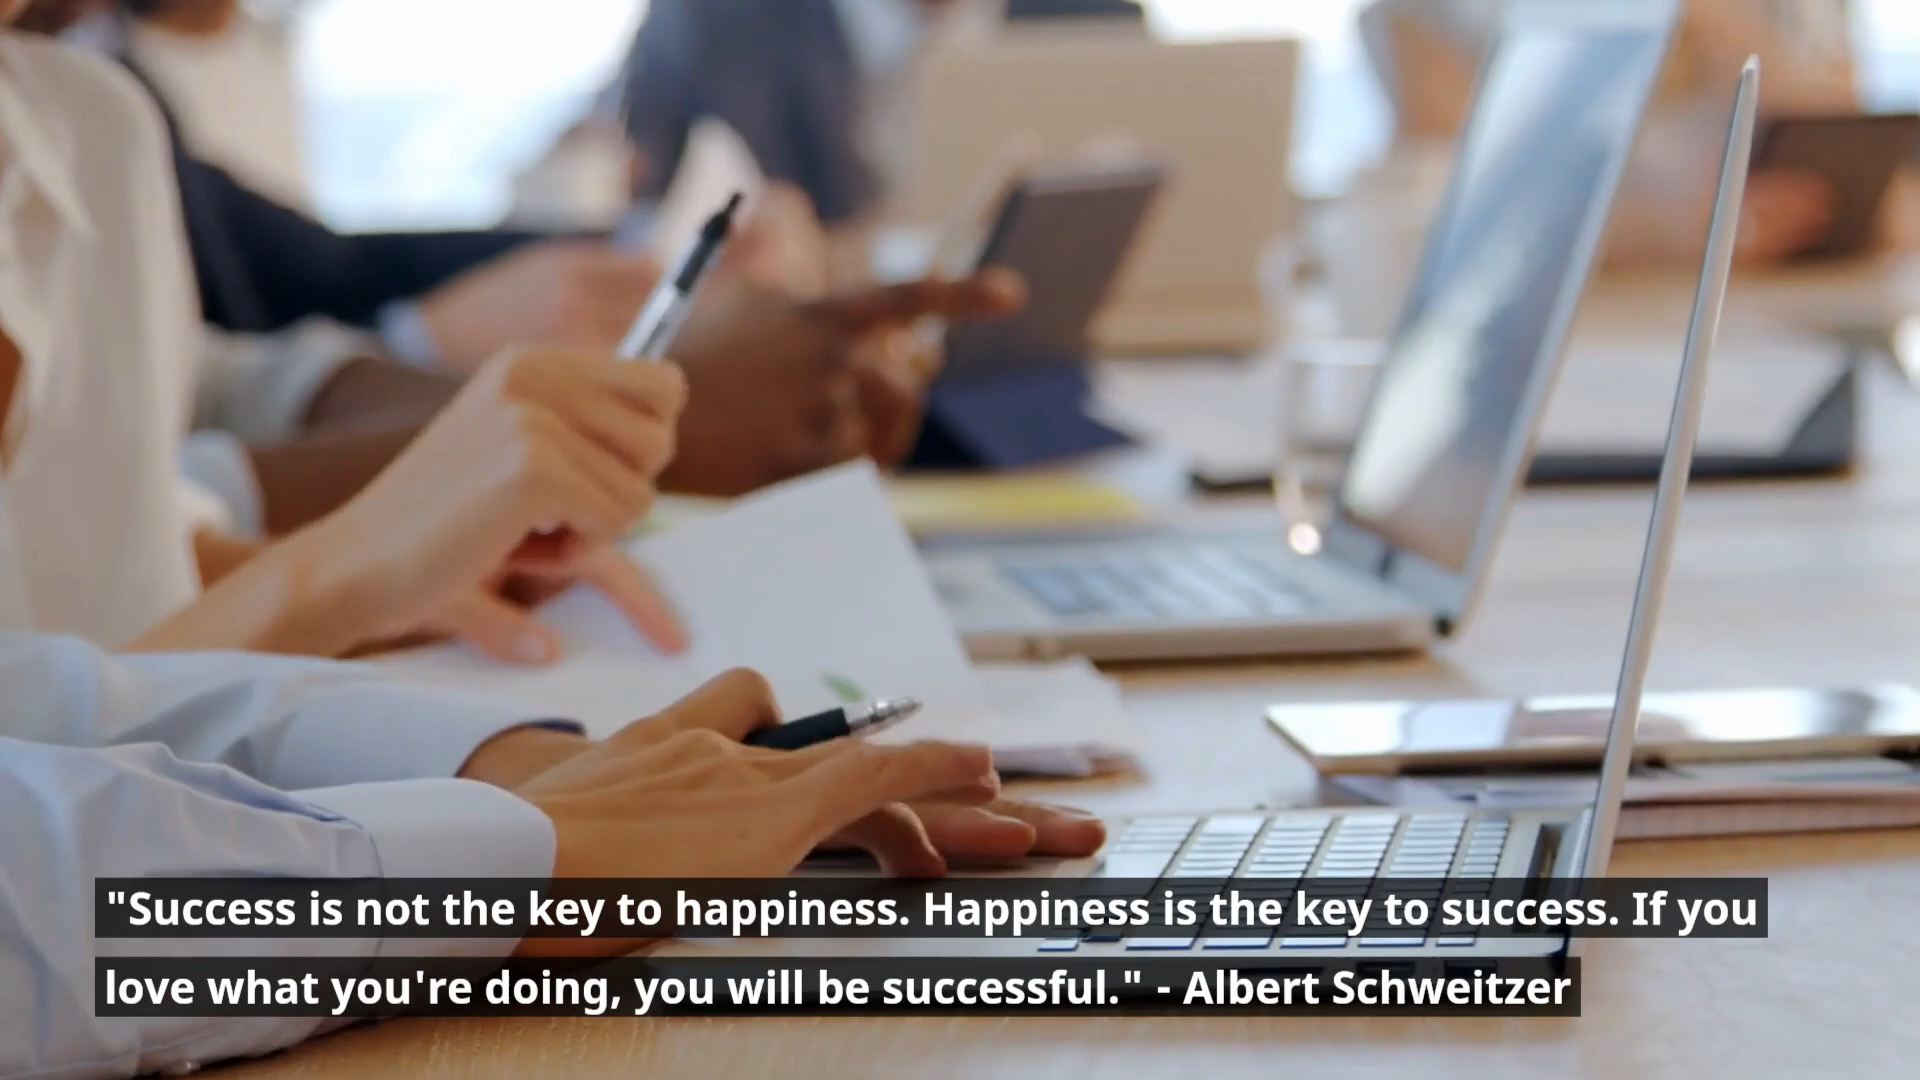 "Success is not the key to happiness. Happiness is the key to success. If you
love what you're doing, you will be successful." - Albert Schweitzer